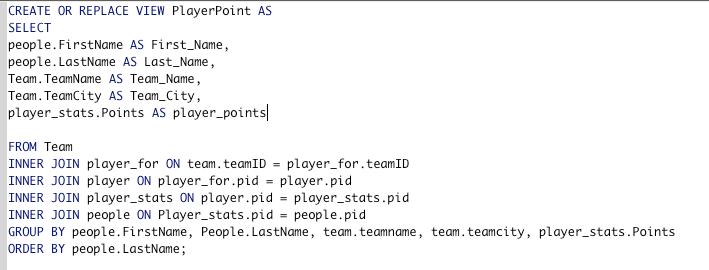 CREATE OR REPLACE VIEW PlayerPoint AS
SELECT
people.FirstName AS First_Name,
people.LastName AS Last_Name,
Team.TeamName AS Team_Name,
Team.TeamCity AS Team_City,
player_stats.Points AS player_points
FROM Team
INNER JOIN player_for ON team.teamID = player_for.teamID
INNER JOIN player ON player_for.pid = player.pid
INNER JOIN player_stats ON player.pid = player_stats.pid
INNER JOIN people ON Player_stats.pid = people.pid
GROUP BY people.FirstName, People.LastName, team.teamname, team.teamcity, player_stats.Points
ORDER BY people.LastName;